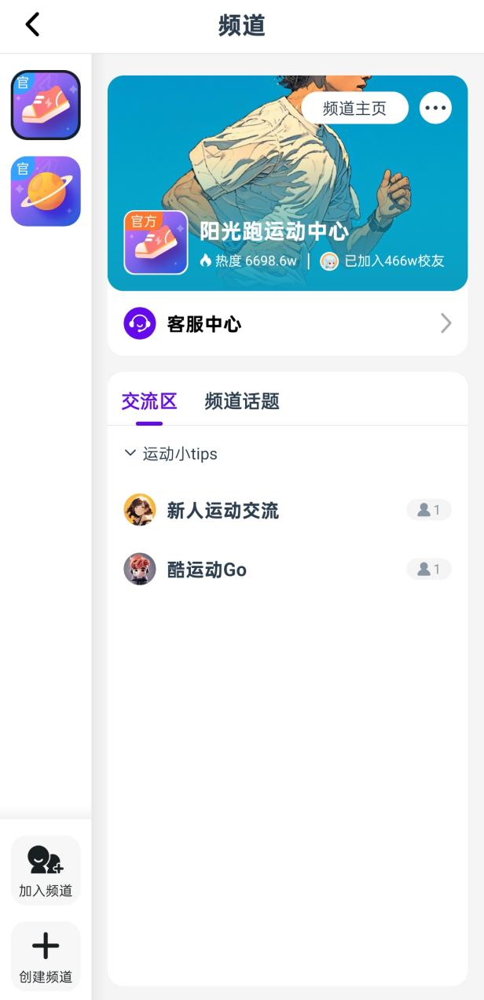 频道
官
官
频道主页
官方
阳光跑运动中心
热度 6698.6w
已加入466w校友
客服中心
交流区
频道话题
运动小tips
新人运动交流
1
酷运动Go
1
加入频道
创建频道